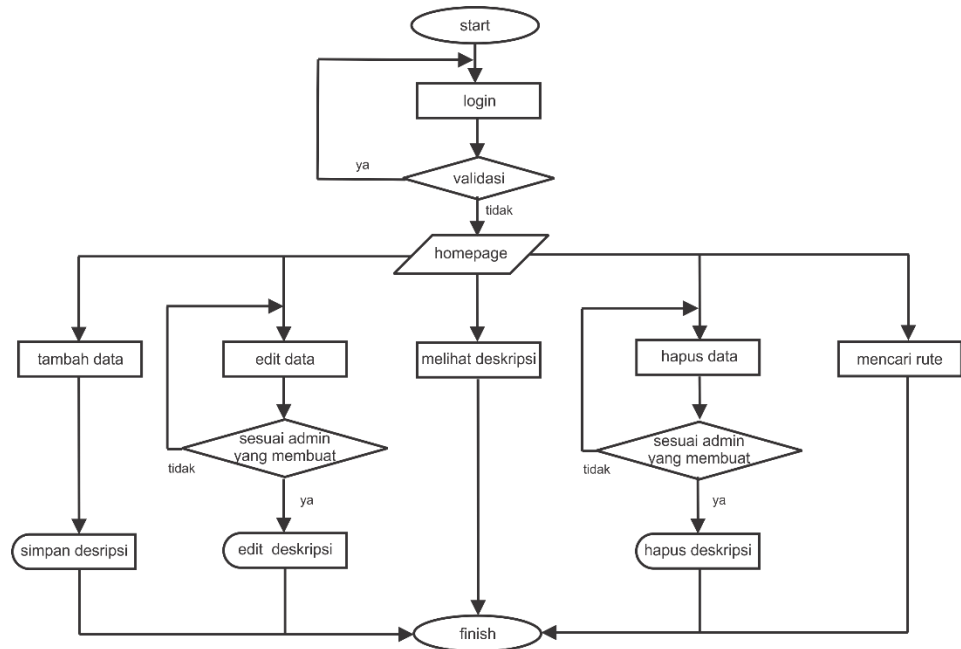 start
login
ya
validasi
tidak
homepage
tambah data
edit data
melihat deskripsi
hapus data
mencari rute
sesuai admin
yang membuat
tidak
ya
sesuai admin
yang membuat
tidak
ya
simpan desripsi
edit deskripsi
hapus deskripsi
finish